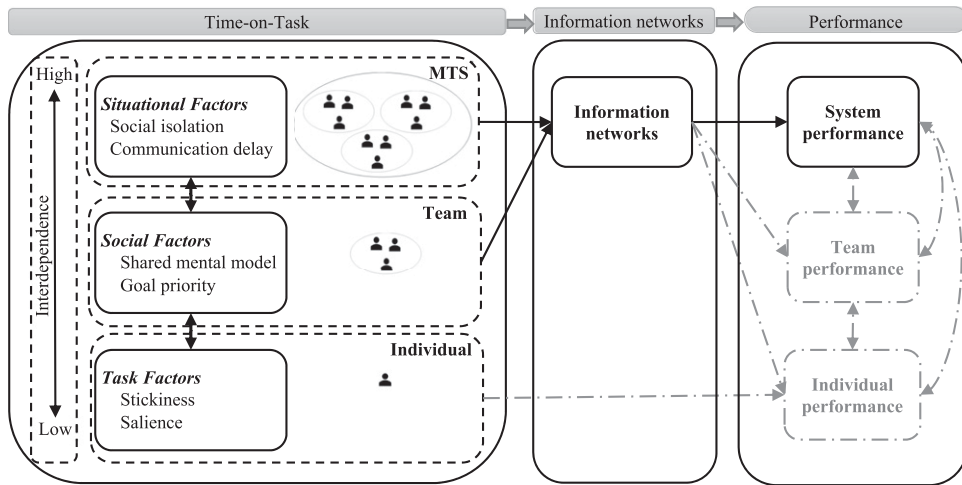 Time-on-Task
Information networks
Performance
High
Interdependence
Low
MTS
Situational Factors
Social isolation
Communication delay
Team
Social Factors
Shared mental model
Goal priority
Individual
Task Factors
Stickiness
Salience
Information
networks
System
performance
Team
performance
Individual
performance